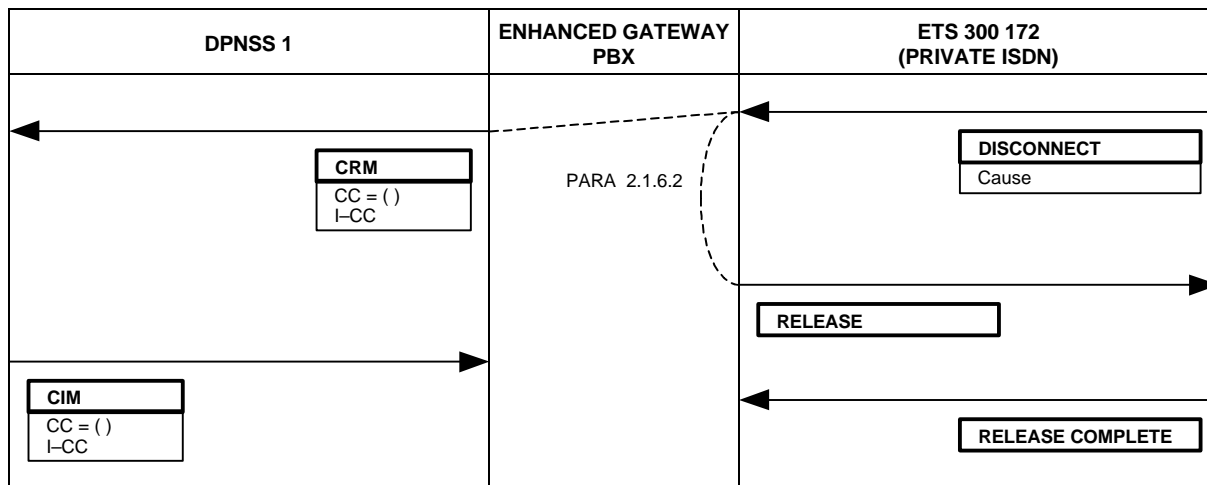 DPNSS 1
ENHANCED GATEWAY
PBX
ETS 300 172
(PRIVATE ISDN)
DISCONNECT
Cause
CRM
CC = ( )
I–CC
PARA 2.1.6.2
RELEASE
CIM
CC = ( )
I–CC
RELEASE COMPLETE